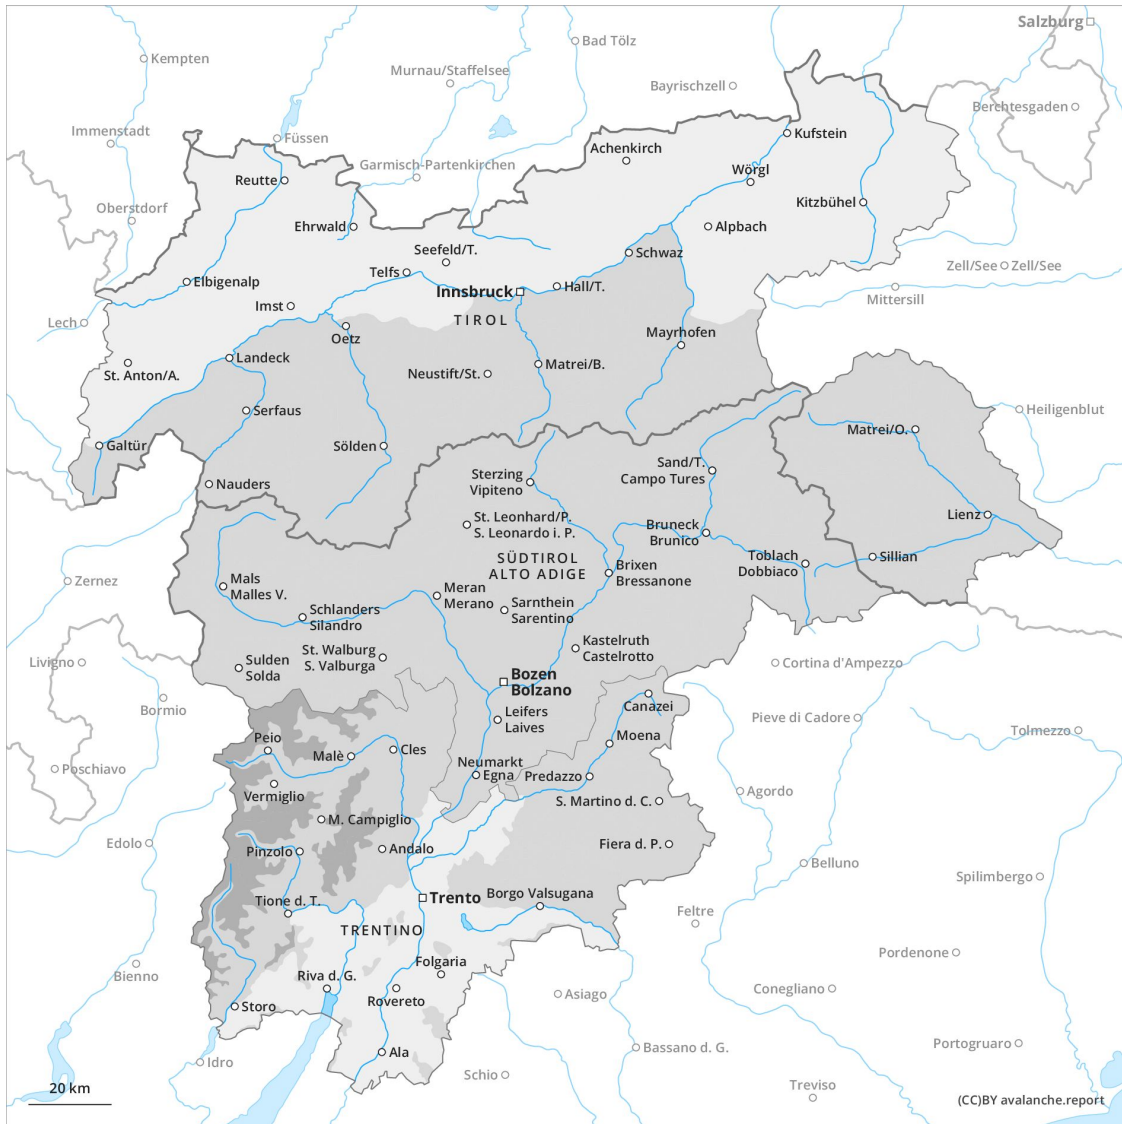 Salzburg
Bad Tölz
Kempten
Murnau/Staffelsee
Bayrischzell
Berchtesgaden
Immenstadt
Füssen
Kufstein
Achenkirch
Garmisch-Partenkirchen
Wörgl
Reutte
Kitzbühel
Oberstdorf
Ehrwald
Alpbach
Seefeld/T.
Schwaz
Telfs
Zell/See
Zell/See
Elbigenalp
Innsbruck
Hall/T.
Mittersill
Imst
TIROL
Lech
Oetz
Mayrhofen
Landeck
Matrei/B.
St. Anton/A.
Neustift/St.
Serfaus
Heiligenblut
Matrei/O.
Galtür
Sölden
Nauders
Sterzing
Vipiteno
Sand/T.
Campo Tures
St. Leonhard/P.
S. Leonardo i. P.
Lienz
Bruneck
Brunico
SÜDTIROL
ALTO ADIGE
Toblach
Dobbiaco
Sillian
Brixen
Bressanone
Zernez
Mals
Malles V.
Meran
Merano
Sarnthein
Sarentino
Schlanders
Silandro
St. Walburg
S. Valburga
Kastelruth
Castelrotto
Livigno
Sulden
Solda
Cortina d'Ampezzo
Bozen
Bolzano
Bormio
Canazei
Leifers
Laives
Pieve di Cadore
Tolmezzo
Peio
Moena
Malè
Cles
Poschiavo
Neumarkt
Egna
Predazzo
Vermiglio
Agordo
S. Martino d. C.
M. Campiglio
Edolo
Pinzolo
Andalo
Fiera d. P.
Belluno
Spilimbergo
Trento
Borgo Valsugana
Tione d. T.
Feltre
TRENTINO
Pordenone
Bienno
Folgaria
Riva d. G.
Rovereto
Asiago
Conegliano
Storo
Portogruaro
Bassano d. G.
Ala
Idro
Schio
Treviso
20 km
(CC)BY avalanche.report